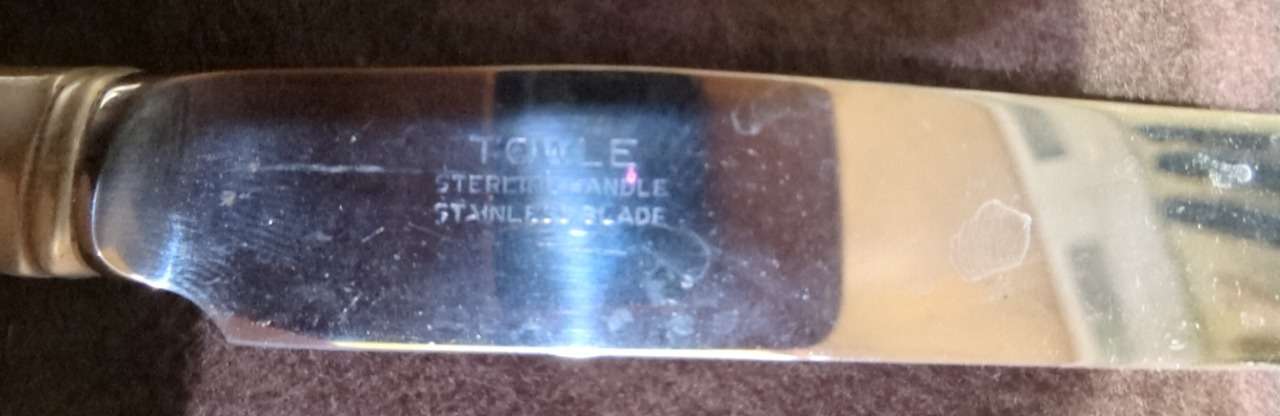 TOWLE
STERLING HANDLE
STAINLESS BLADE